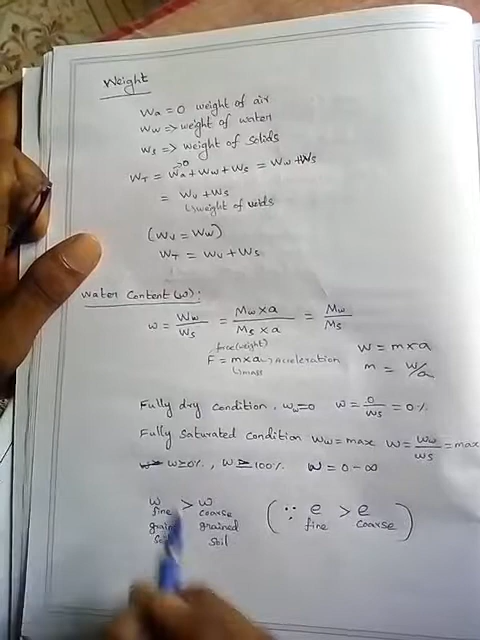 Weight
Wa = 0 weight of air
Ww => weight of water
Ws => weight of solids
WT = Wa→0 + Ww + Ws = Ww + Ws
= Wv + Ws
↳ weight of voids
(Wv = Ww)
WT = Wv + Ws
Water Content (w) :
w = Ww/Ws = (Mw × a)/(Ms × a) = Mw/Ms
force (weight)
F = m × a → Acceleration
↳ mass
W = m × a
m = W/a
Fully dry condition, ww = 0 w = 0/Ws = 0%
Fully saturated condition Ww = max w = Ww/Ws = max
w ≥ 0%, w ≥ 100% w = 0 - ∞
w fine grained soil > w coarse grained soil (∵ e fine > e coarse)